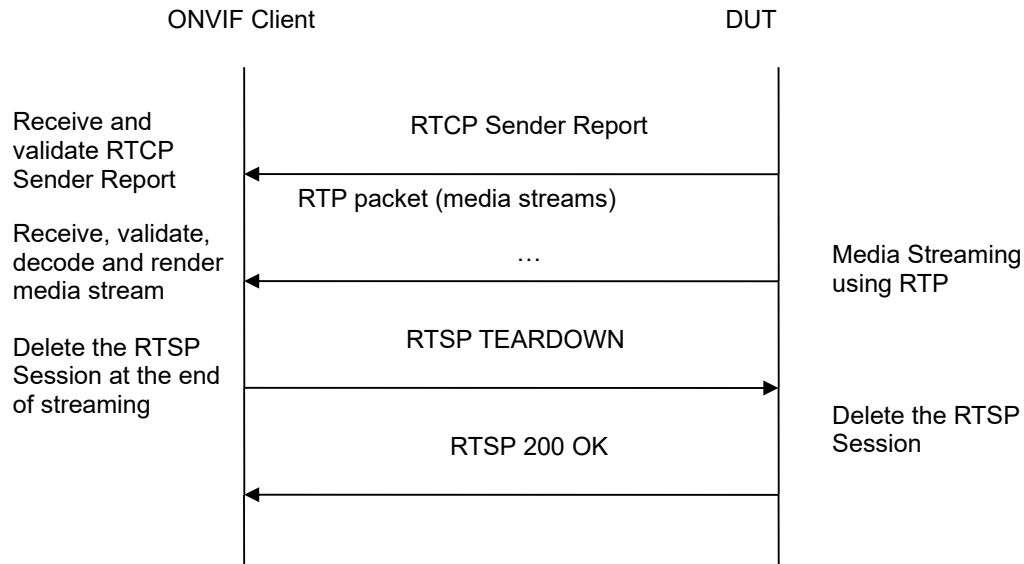 ONVIF Client
DUT
Receive and
validate RTCP
Sender Report
RTCP Sender Report
RTP packet (media streams)
Receive, validate,
decode and render
media stream
…
Media Streaming
using RTP
Delete the RTSP
Session at the end
of streaming
RTSP TEARDOWN
Delete the RTSP
Session
RTSP 200 OK